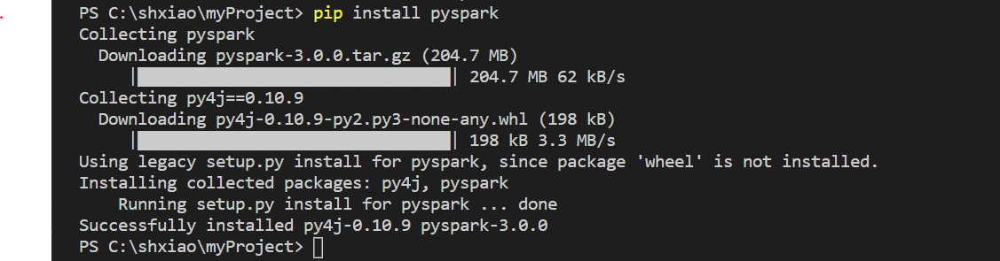 PS C:\shxiao\myProject> pip install pyspark
Collecting pyspark
Downloading pyspark-3.0.0.tar.gz (204.7 MB)
| | 204.7 MB 62 kB/s
Collecting py4j==0.10.9
Downloading py4j-0.10.9-py2.py3-none-any.whl (198 kB)
| | 198 kB 3.3 MB/s
Using legacy setup.py install for pyspark, since package 'wheel' is not installed.
Installing collected packages: py4j, pyspark
Running setup.py install for pyspark ... done
Successfully installed py4j-0.10.9 pyspark-3.0.0
PS C:\shxiao\myProject>